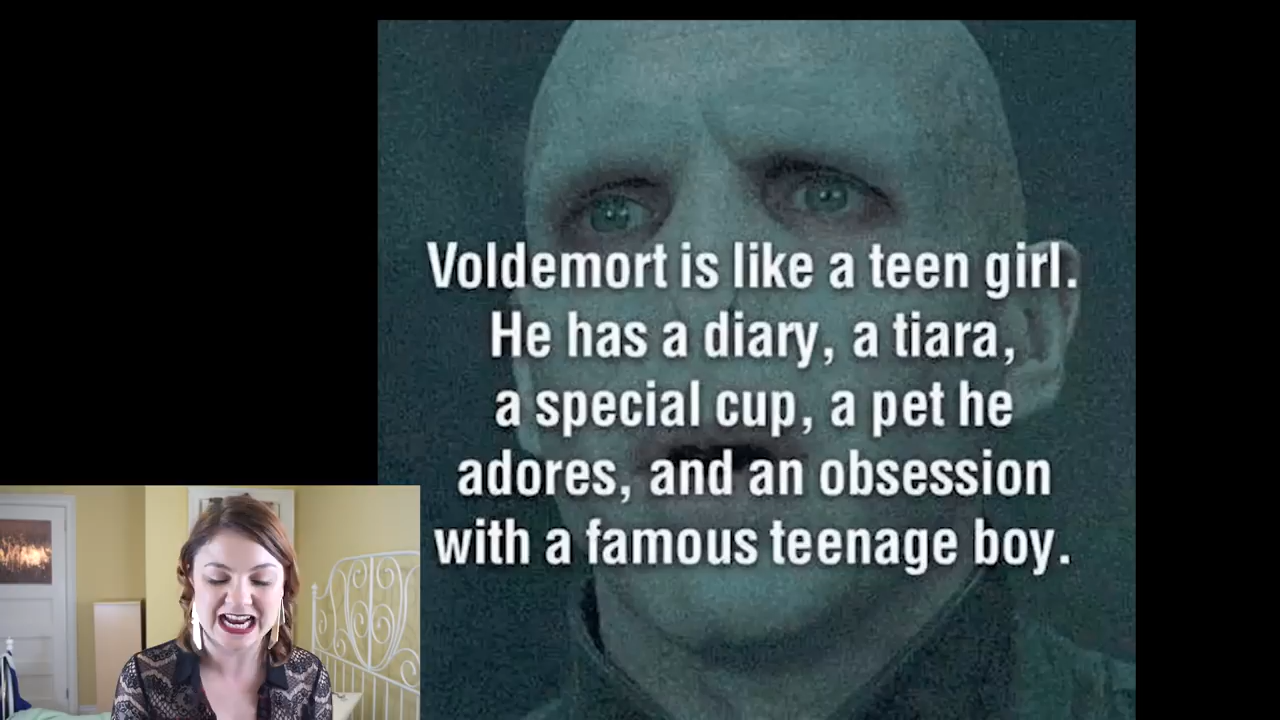 Voldemort is like a teen girl.
He has a diary, a tiara,
a special cup, a pet he
adores, and an obsession
with a famous teenage boy.